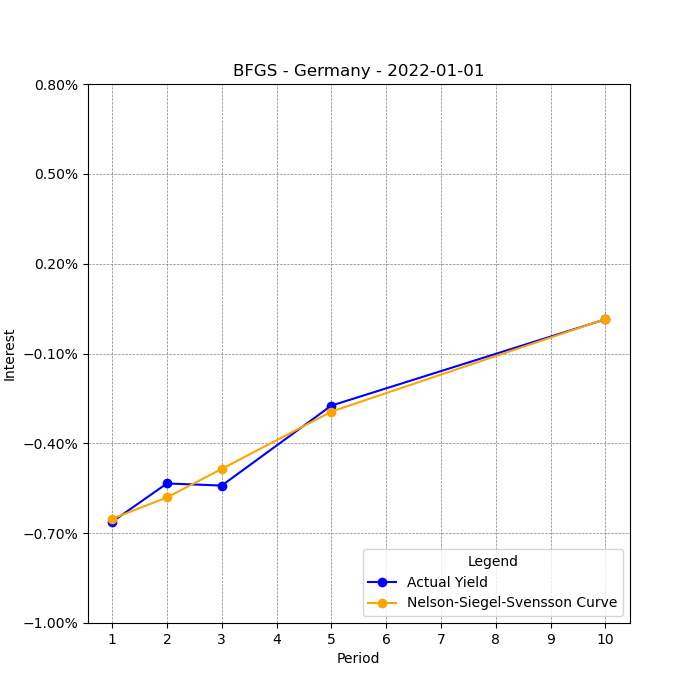 BFGS - Germany - 2022-01-01
0.80%
0.50%
0.20%
−0.10%
−0.40%
−0.70%
−1.00%
Interest
1 2 3 4 5 6 7 8 9 10
Period
Legend
Actual Yield
Nelson-Siegel-Svensson Curve